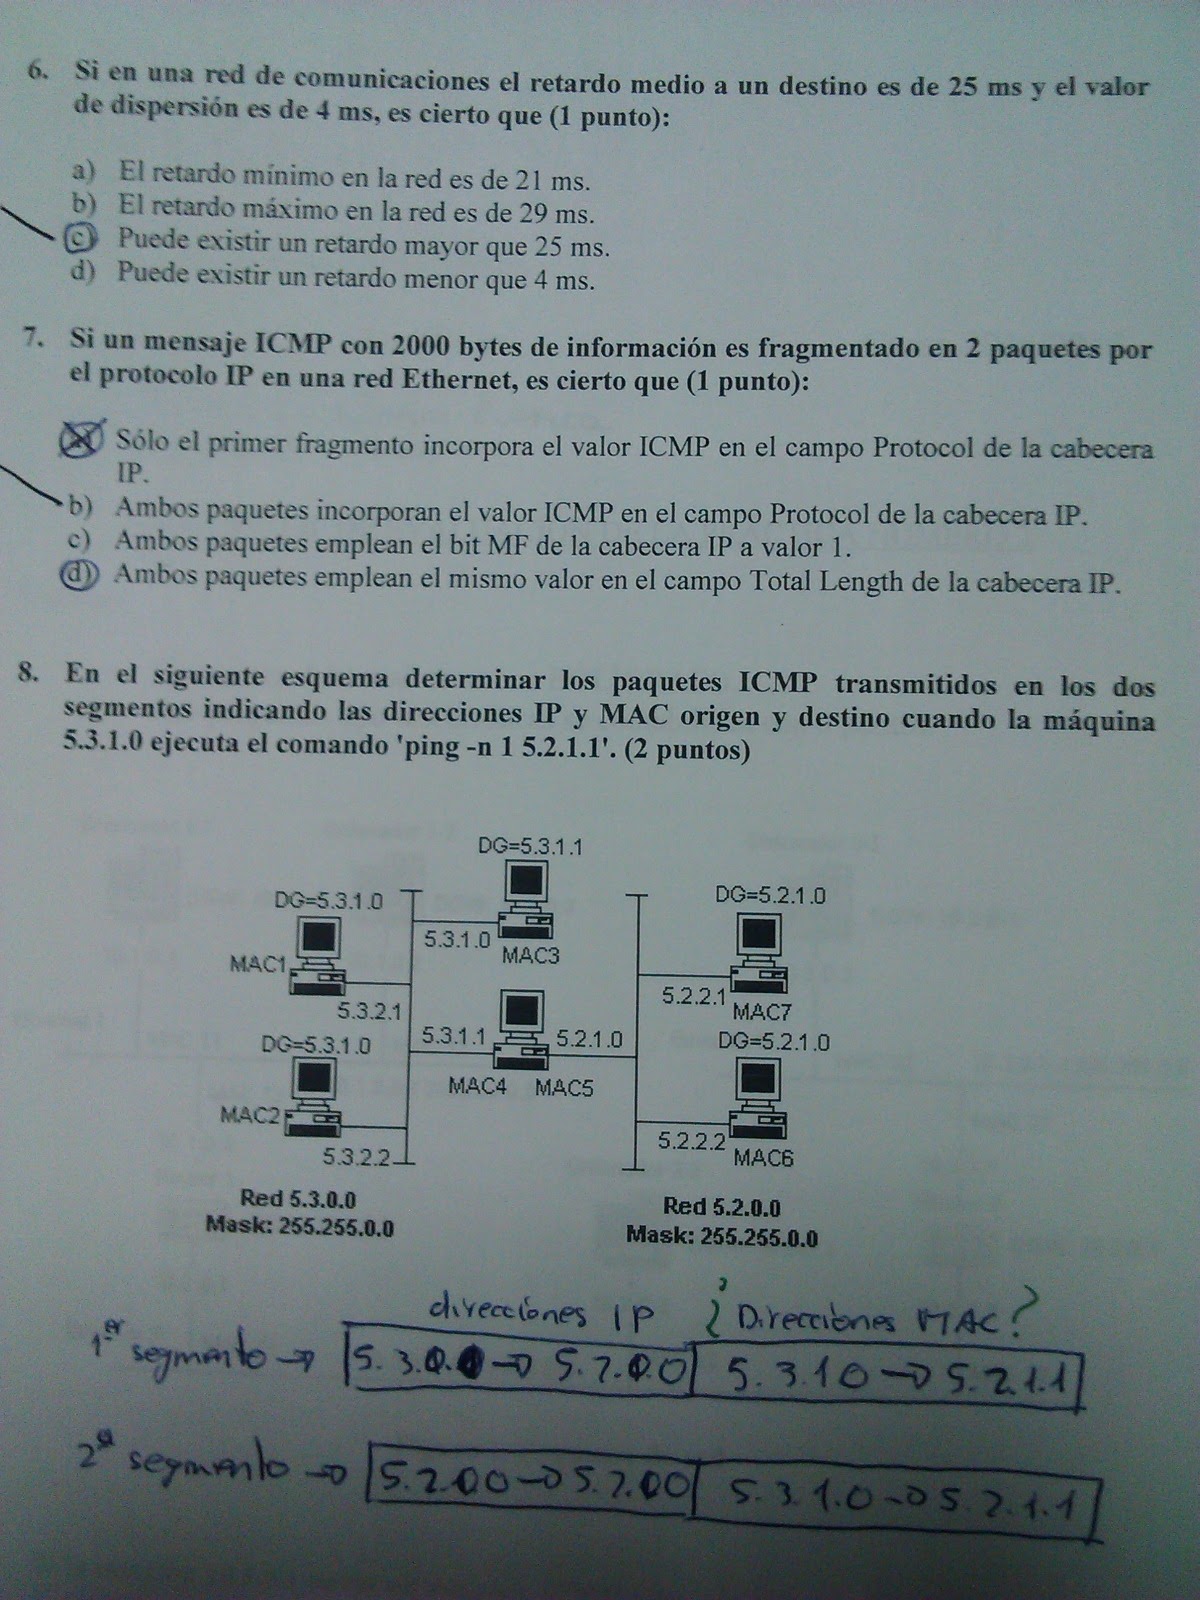 6. Si en una red de comunicaciones el retardo medio a un destino es de 25 ms y el valor
de dispersión es de 4 ms, es cierto que (1 punto):
a) El retardo mínimo en la red es de 21 ms.
b) El retardo máximo en la red es de 29 ms.
c) Puede existir un retardo mayor que 25 ms.
d) Puede existir un retardo menor que 4 ms.
7. Si un mensaje ICMP con 2000 bytes de información es fragmentado en 2 paquetes por
el protocolo IP en una red Ethernet, es cierto que (1 punto):
Sólo el primer fragmento incorpora el valor ICMP en el campo Protocol de la cabecera
IP.
b) Ambos paquetes incorporan el valor ICMP en el campo Protocol de la cabecera IP.
c) Ambos paquetes emplean el bit MF de la cabecera IP a valor 1.
d) Ambos paquetes emplean el mismo valor en el campo Total Length de la cabecera IP.
8. En el siguiente esquema determinar los paquetes ICMP transmitidos en los dos
segmentos indicando las direcciones IP y MAC origen y destino cuando la máquina
5.3.1.0 ejecuta el comando 'ping -n 1 5.2.1.1'. (2 puntos)
DG=5.3.1.1
DG=5.3.1.0
DG=5.2.1.0
5.3.1.0
MAC3
MAC1
5.3.2.1
5.2.2.1
MAC7
DG=5.3.1.0
5.3.1.1
5.2.1.0
DG=5.2.1.0
MAC4
MAC5
MAC2
5.3.2.2
5.2.2.2
MAC6
Red 5.3.0.0
Mask: 255.255.0.0
Red 5.2.0.0
Mask: 255.255.0.0
direcciones IP ¿Direcciones MAC?
1er segmento → 5.3.0.0 → 5.2.0.0 5.3.10 → 5.2.1.1
2º segmento → 5.2.00 → 5.2.00 5.3.1.0 → 5.2.1.1